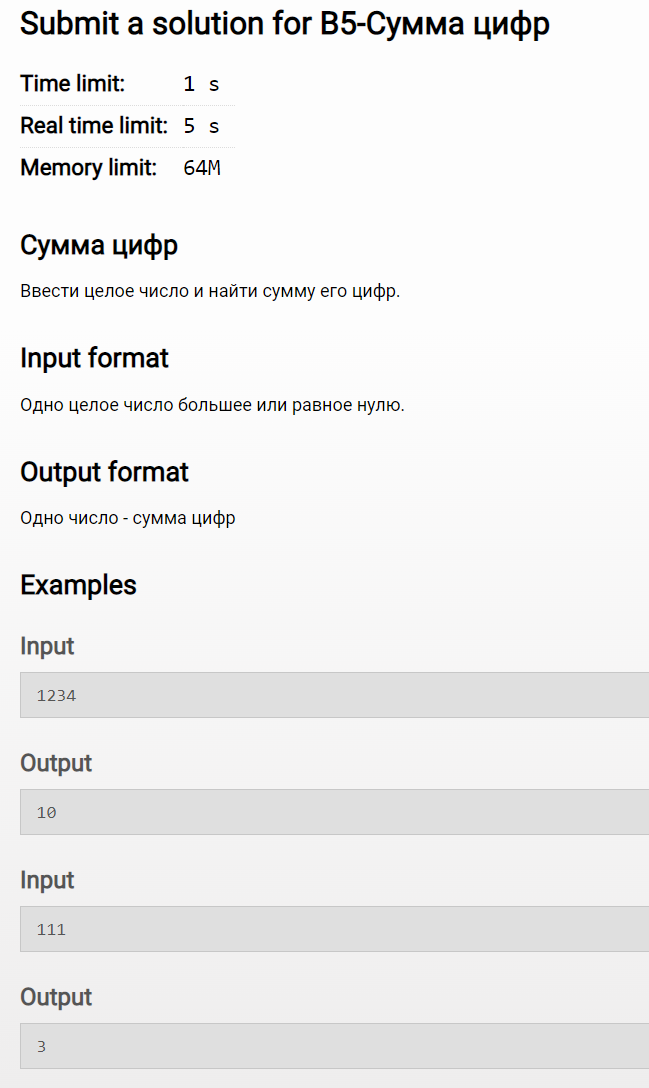 Submit a solution for B5-Сумма цифр
Time limit: 1 s
Real time limit: 5 s
Memory limit: 64M
Сумма цифр
Ввести целое число и найти сумму его цифр.
Input format
Одно целое число большее или равное нулю.
Output format
Одно число - сумма цифр
Examples
Input
1234
Output
10
Input
111
Output
3